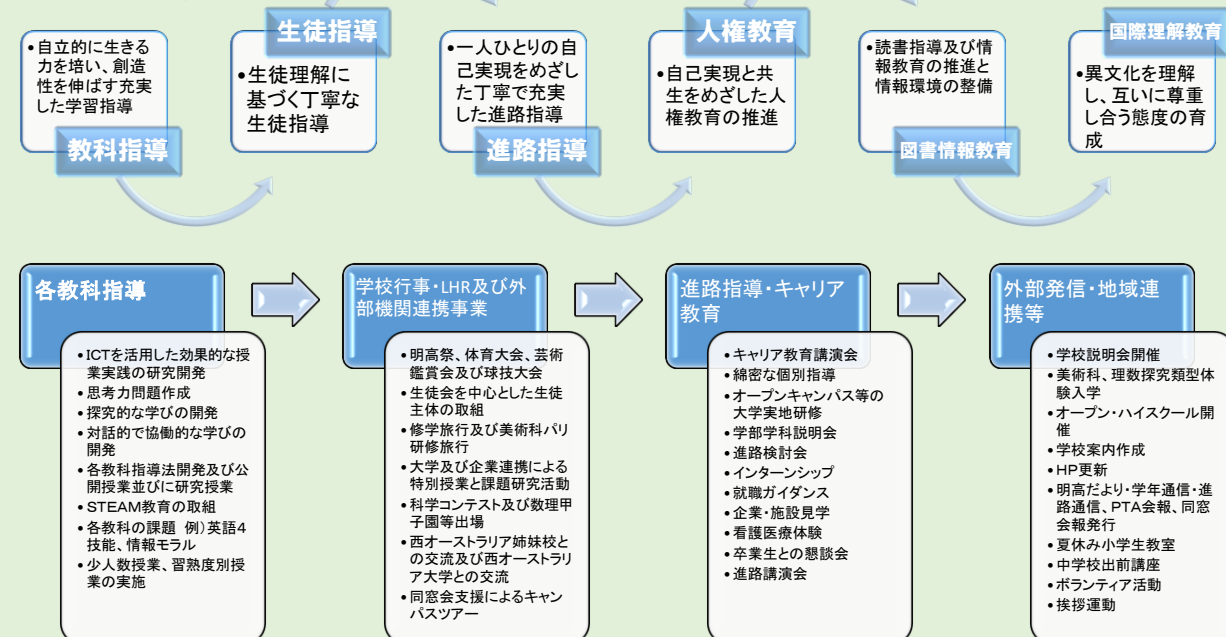 ・自立的に生きる
力を培い、創造
性を伸ばす充実
した学習指導
教科指導
生徒指導
・生徒理解に
基づく丁寧な
生徒指導
・一人ひとりの自
己実現をめざし
た丁寧で充実
した進路指導
進路指導
人権教育
・自己実現と共
生をめざした人
権教育の推進
・読書指導及び情
報教育の推進と
情報環境の整備
図書情報教育
国際理解教育
・異文化を理解
し、互いに尊重
し合う態度の育
成
各教科指導
・ICTを活用した効果的な授
業実践の研究開発
・思考力問題作成
・探究的な学びの開発
・対話的で協働的な学びの
開発
・各教科指導法開発及び公
開授業並びに研究授業
・STEAM教育の取組
・各教科の課題 例)英語4
技能、情報モラル
・少人数授業、習熟度別授
業の実施
学校行事・LHR及び外
部機関連携事業
・明高祭、体育大会、芸術
鑑賞会及び球技大会
・生徒会を中心とした生徒
主体の取組
・修学旅行及び美術科パリ
研修旅行
・大学及び企業連携による
特別授業と課題研究活動
・科学コンテスト及び数理甲
子園等出場
・西オーストラリア姉妹校と
の交流及び西オーストラリ
ア大学との交流
・同窓会支援によるキャン
パスツアー
進路指導・キャリア
教育
・キャリア教育講演会
・綿密な個別指導
・オープンキャンパス等の
大学実地研修
・学部学科説明会
・進路検討会
・インターンシップ
・就職ガイダンス
・企業・施設見学
・看護医療体験
・卒業生との懇談会
・進路講演会
外部発信・地域連
携等
・学校説明会開催
・美術科、理数探究類型体
験入学
・オープン・ハイスクール開
催
・学校案内作成
・HP更新
・明高だより・学年通信・進
路通信、PTA会報、同窓
会報発行
・夏休み小学生教室
・中学校出前講座
・ボランティア活動
・挨拶運動